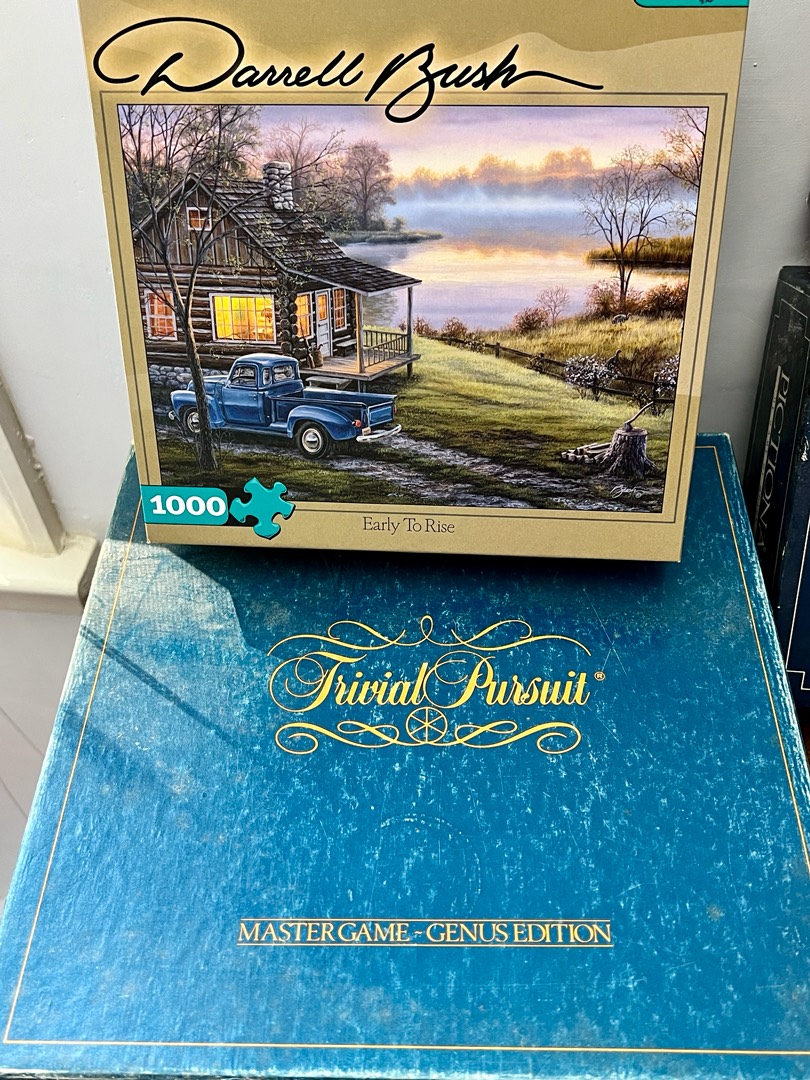 Darrell Bush
1000
Early To Rise
Trivial Pursuit®
MASTER GAME ~ GENUS EDITION